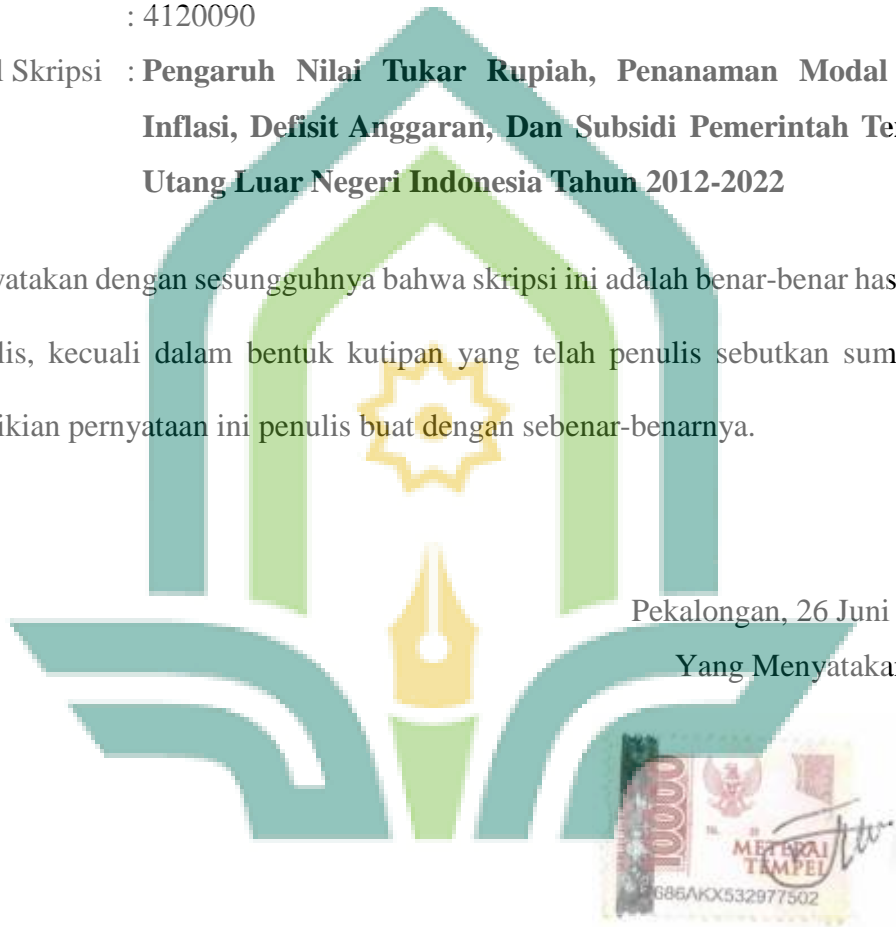 : 4120090
l Skripsi : Pengaruh Nilai Tukar Rupiah, Penanaman Modal
Inflasi, Defisit Anggaran, Dan Subsidi Pemerintah Te
Utang Luar Negeri Indonesia Tahun 2012-2022
yatakan dengan sesungguhnya bahwa skripsi ini adalah benar-benar has
lis, kecuali dalam bentuk kutipan yang telah penulis sebutkan sum
ikian pernyataan ini penulis buat dengan sebenar-benarnya.
Pekalongan, 26 Juni
Yang Menyataka
10000
METERAI
TEMPEL
686AKX532977502